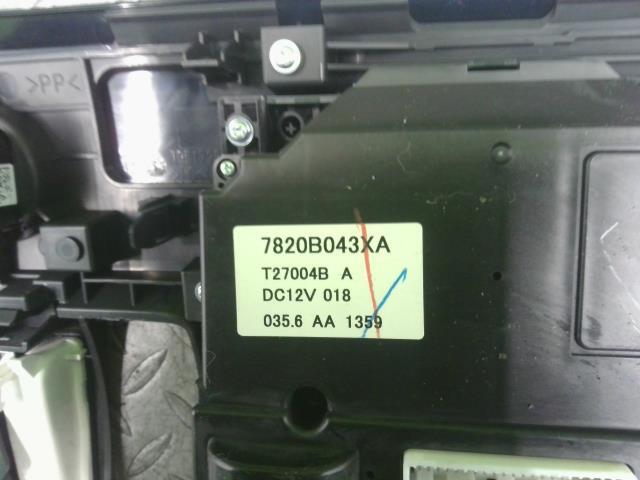 >PP<
7820B043XA
T27004B A
DC12V 018
035.6 AA 1359